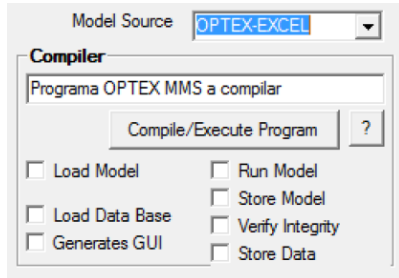 Model Source OPTEX-EXCEL
Compiler
Programa OPTEX MMS a compilar
Compile/Execute Program ?
Load Model Run Model
Store Model
Load Data Base Verify Integrity
Generates GUI Store Data